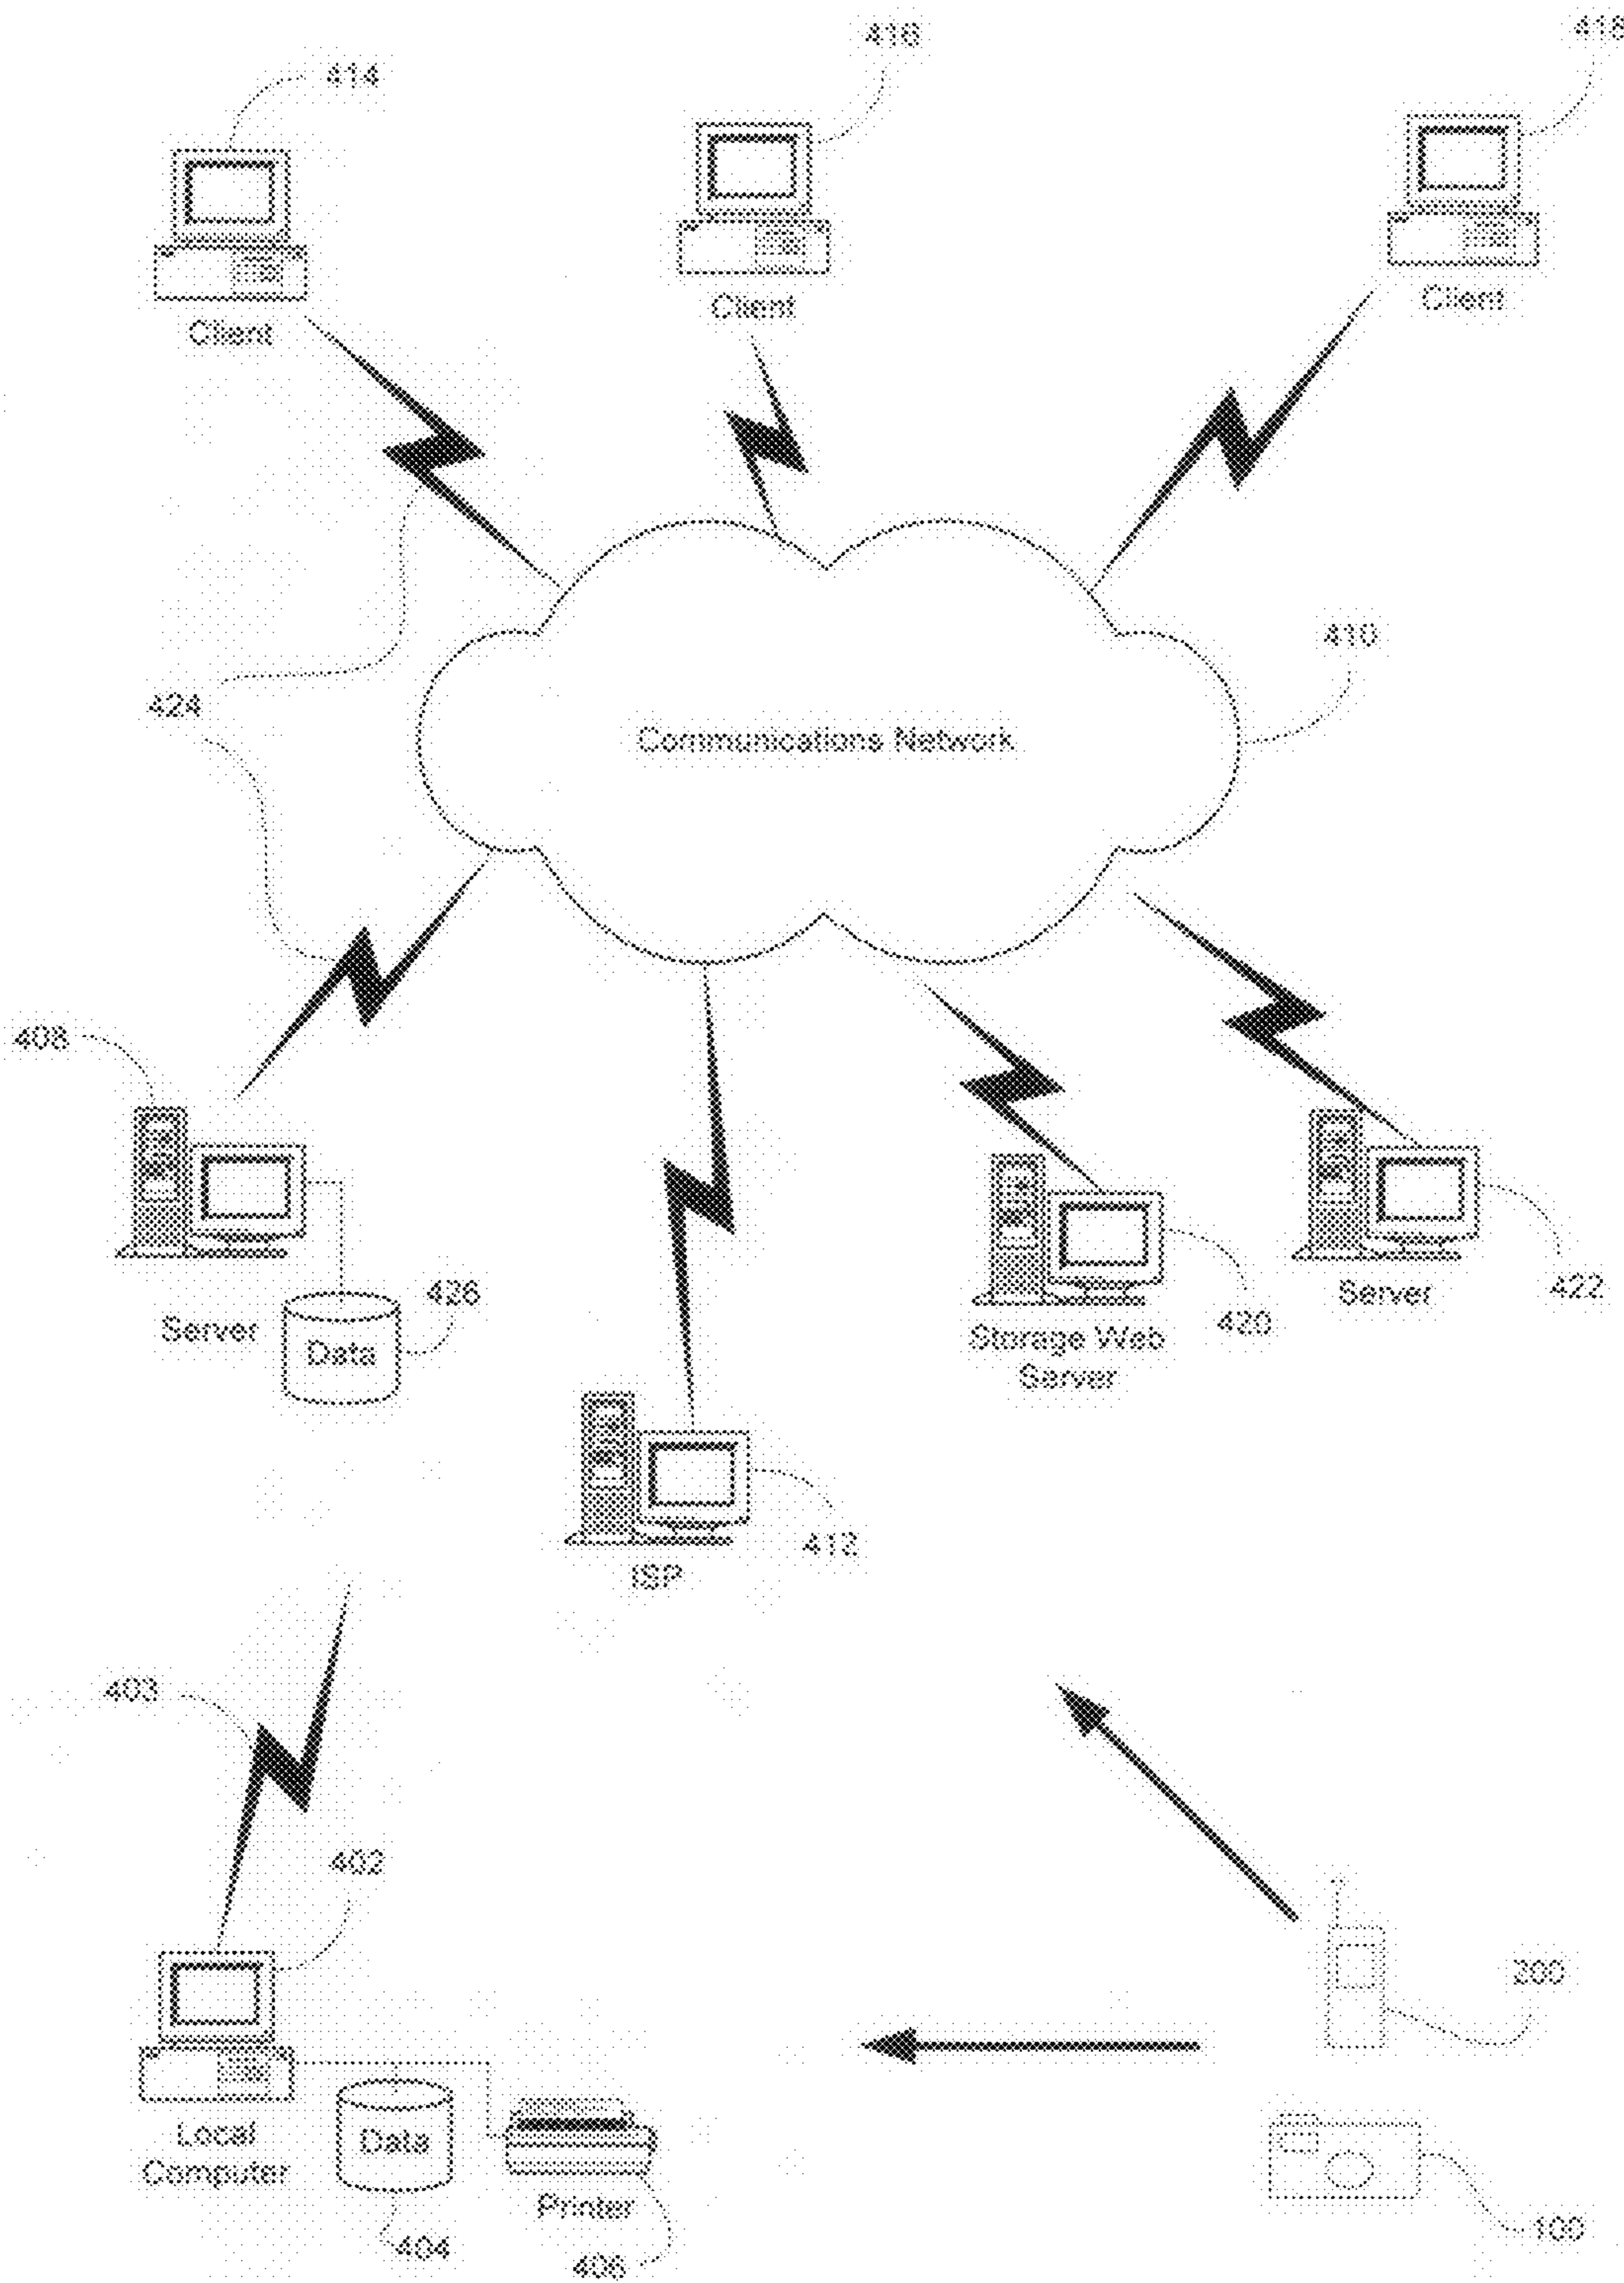 414
416
418
Client
Client
Client
410
424
Communications Network
408
426
Server
Data
420
Storage Web
Server
Server
422
412
ISP
403
402
200
Local
Computer
Data
Printer
404
406
100